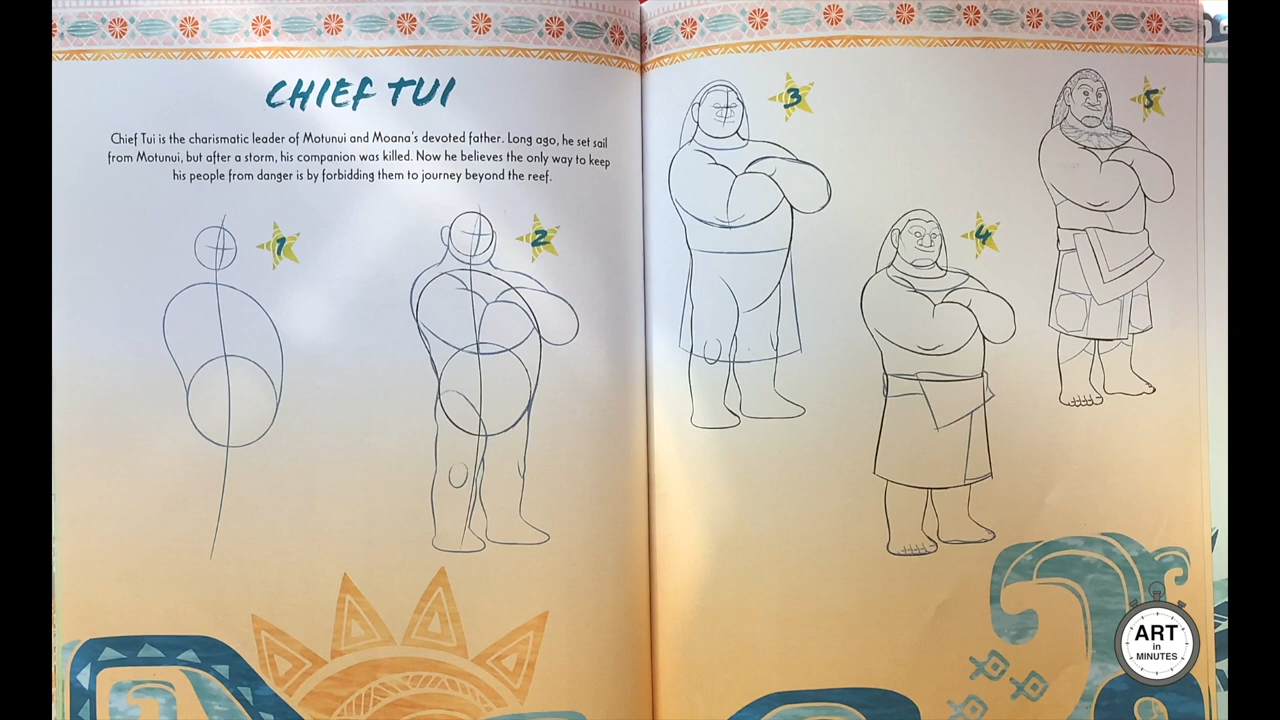 CHIEF TUI
Chief Tui is the charismatic leader of Motunui and Moana's devoted father. Long ago, he set sail
from Motunui, but after a storm, his companion was killed. Now he believes the only way to keep
his people from danger is by forbidding them to journey beyond the reef.
1
2
3
4
5
ART
in
MINUTES